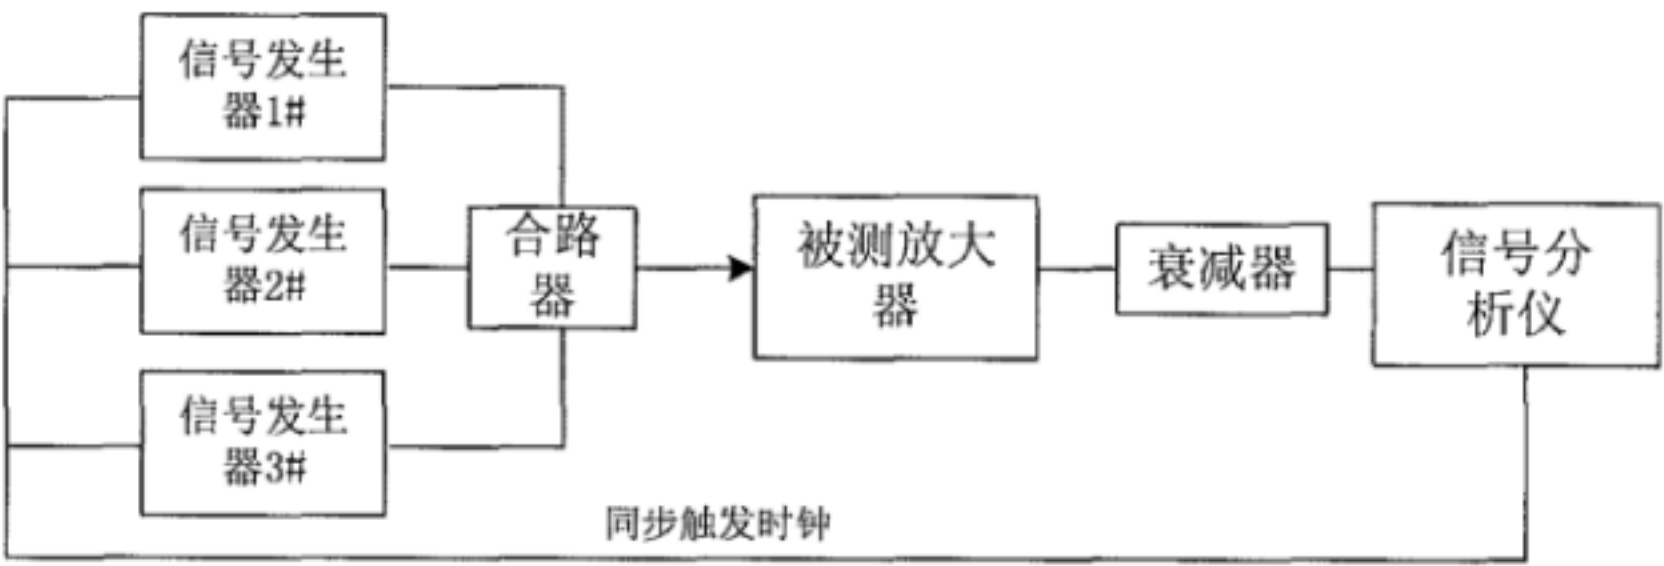 信号发生
器1#
信号发生
器2#
信号发生
器3#
合路
器
被测放大
器
衰减器
信号分
析仪
同步触发时钟